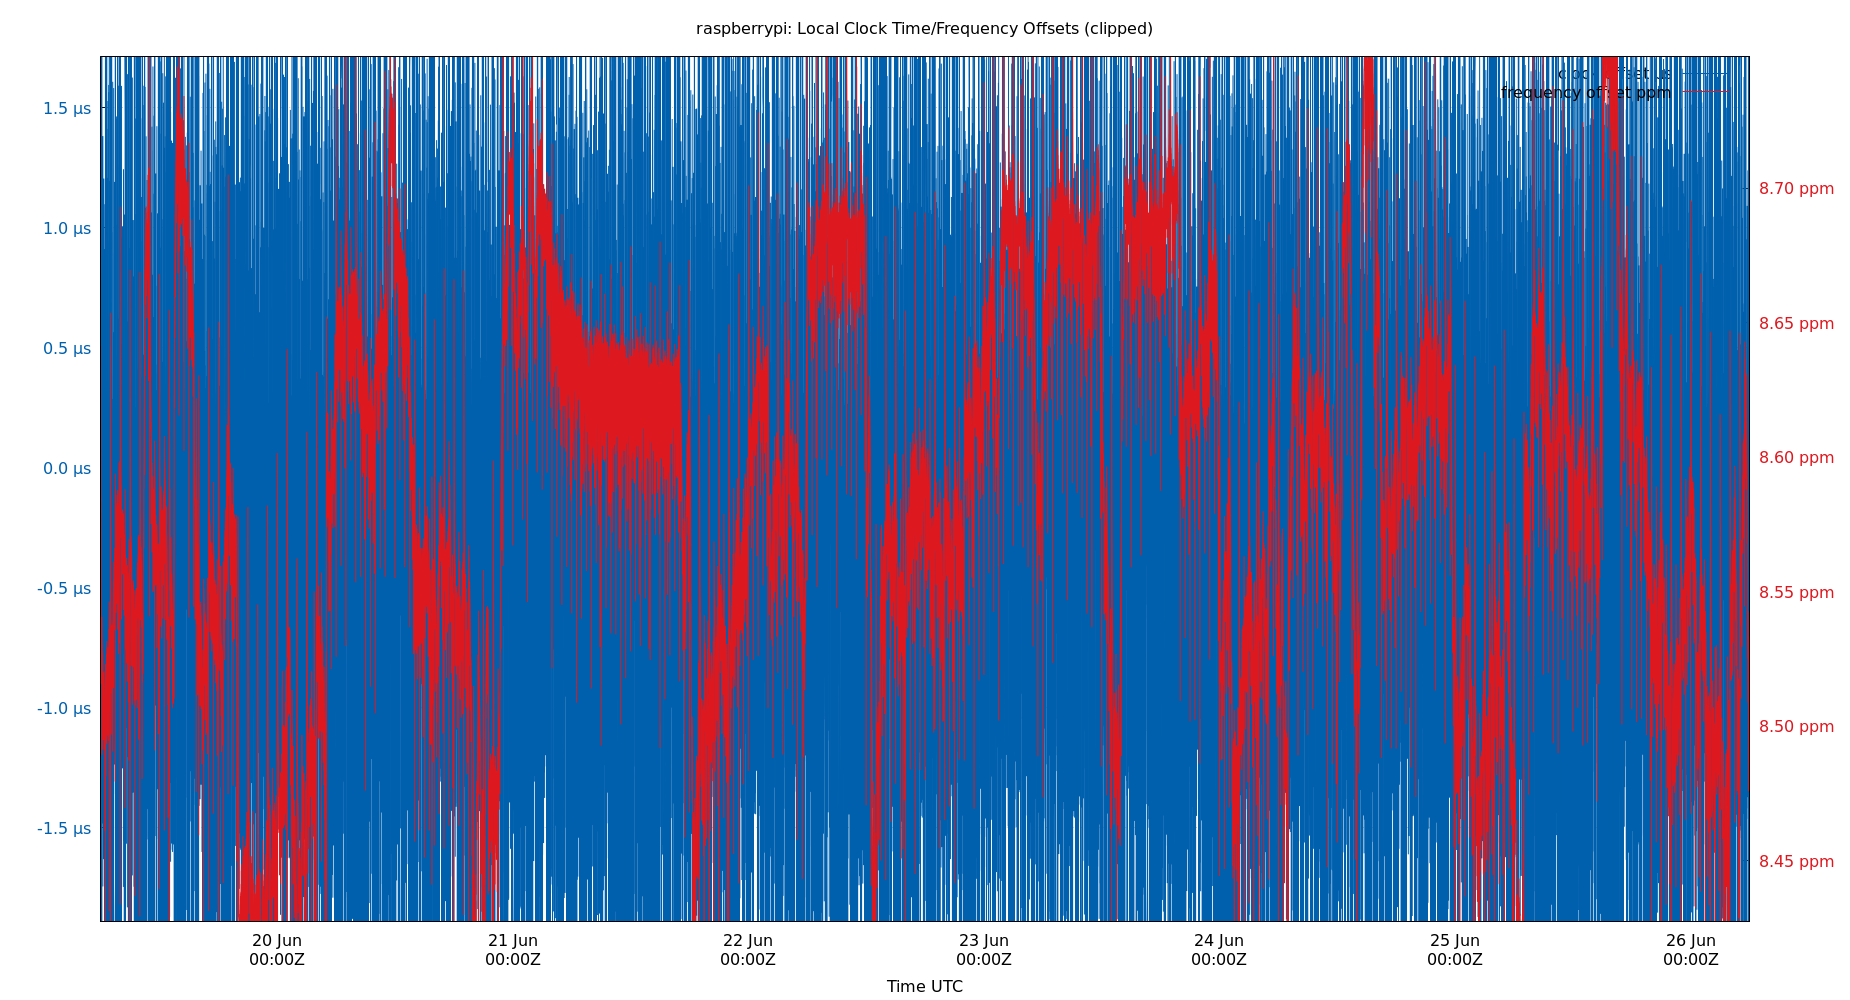 raspberrypi: Local Clock Time/Frequency Offsets (clipped)
clock offset µs
frequency offset ppm
1.5 µs
1.0 µs
0.5 µs
0.0 µs
-0.5 µs
-1.0 µs
-1.5 µs
8.70 ppm
8.65 ppm
8.60 ppm
8.55 ppm
8.50 ppm
8.45 ppm
20 Jun 00:00Z
21 Jun 00:00Z
22 Jun 00:00Z
23 Jun 00:00Z
24 Jun 00:00Z
25 Jun 00:00Z
26 Jun 00:00Z
Time UTC